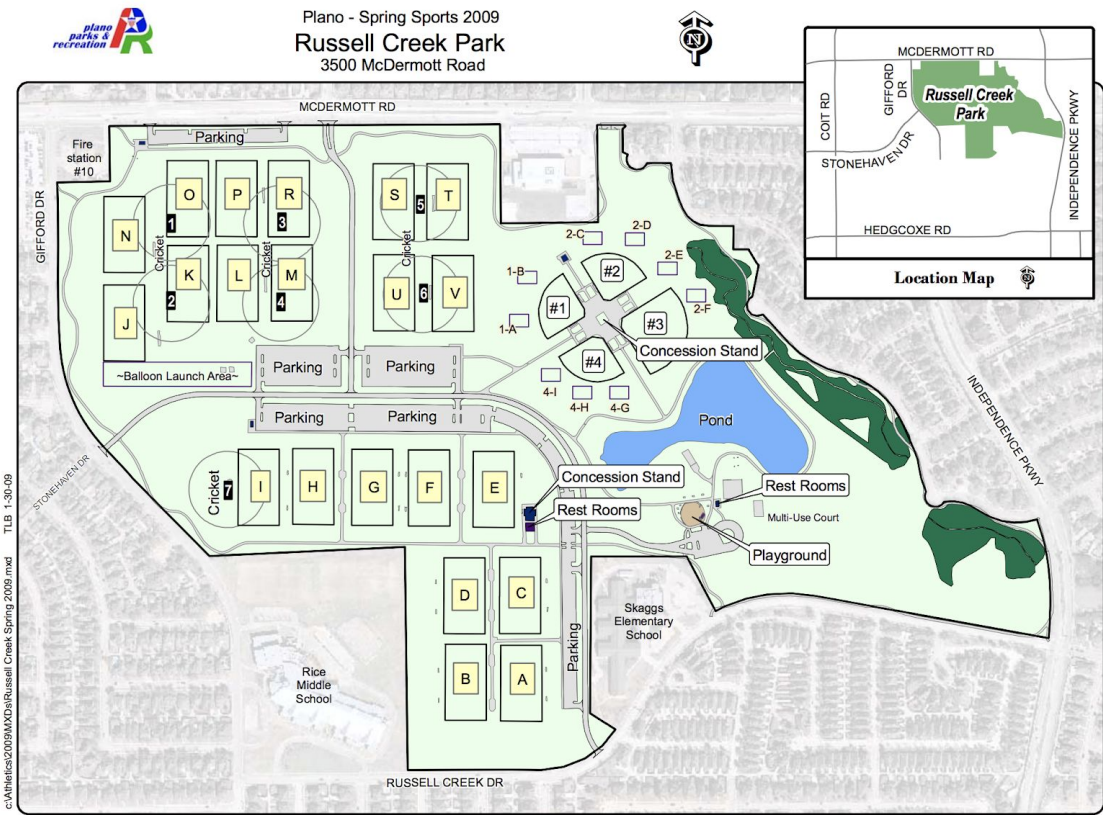 plano
parks &
recreation
Plano - Spring Sports 2009
Russell Creek Park
3500 McDermott Road
N
MCDERMOTT RD
GIFFORD
DR
COIT RD
Russell Creek
Park
STONEHAVEN DR
INDEPENDENCE PKWY
HEDGCOXE RD
Location Map
MCDERMOTT RD
Parking
Fire
station
#10
GIFFORD DR
O
P
R
S
T
N
1
3
5
Cricket
Cricket
Cricket
K
L
M
U
V
2
4
6
J
2-C
2-D
2-E
2-F
1-B
1-A
#2
#1
#3
#4
Concession Stand
4-I
4-H
4-G
~Balloon Launch Area~
Parking
Parking
Parking
Parking
Pond
INDEPENDENCE PKWY
STONEHAVEN DR
Cricket
7
I
H
G
F
E
Concession Stand
Rest Rooms
Rest Rooms
Multi-Use Court
Playground
D
C
B
A
Parking
Skaggs
Elementary
School
Rice
Middle
School
RUSSELL CREEK DR
c:\Athletics\2009\MXDs\Russell Creek Spring 2009.mxd TLB 1-30-09